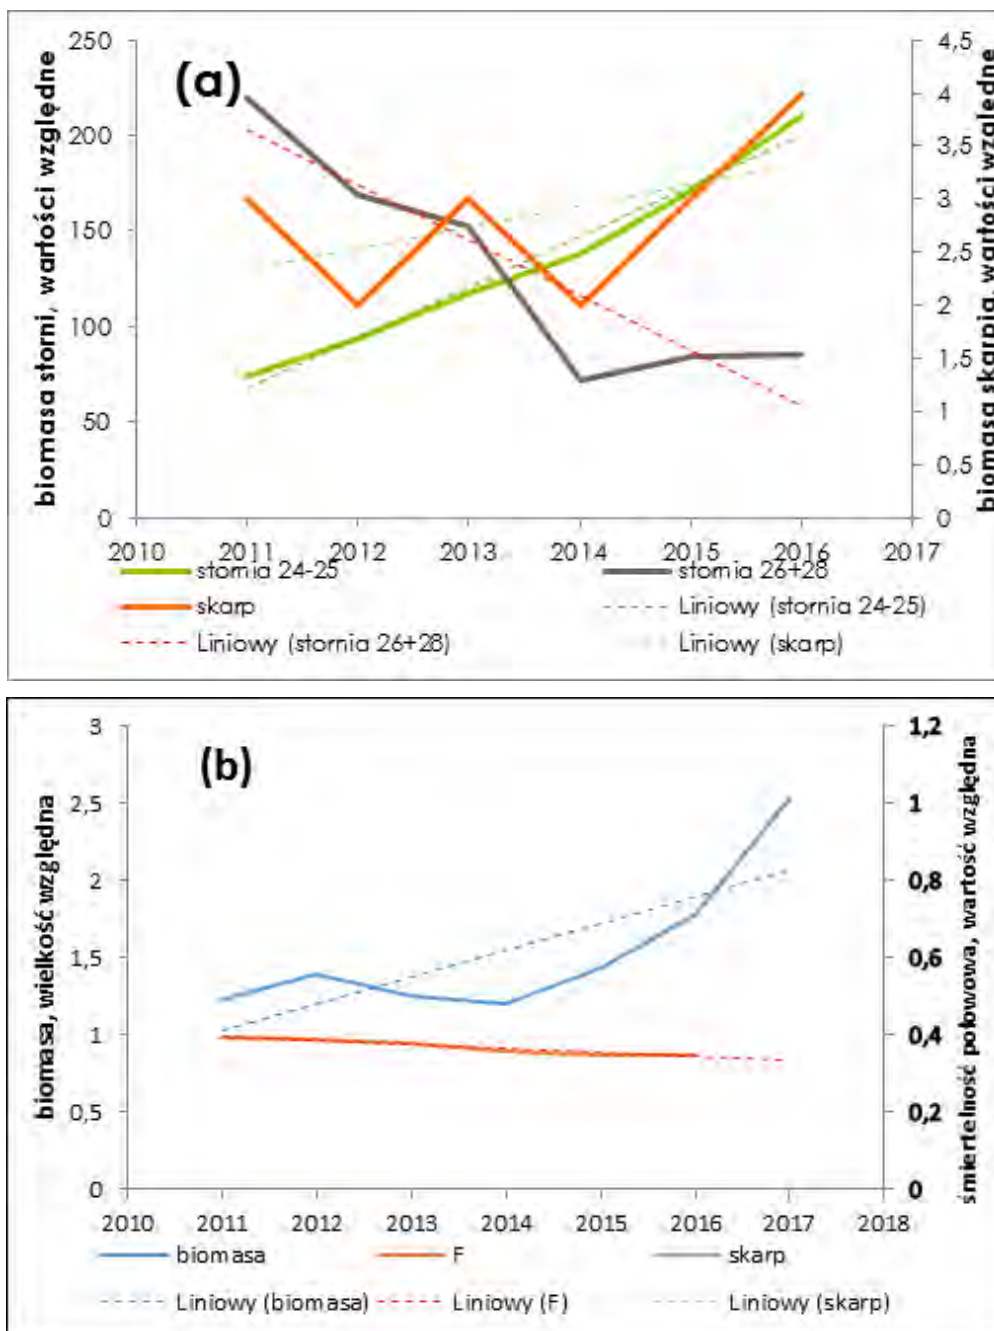 (a)
biomasa storni, wartości względne
biomasa skarpia, wartości względne
250
200
150
100
50
0
4,5
4
3,5
3
2,5
2
1,5
1
0,5
0
2010 2011 2012 2013 2014 2015 2016 2017
stornia 24-25 stornia 26+28
skarp Liniowy (stornia 24-25)
Liniowy (stornia 26+28) Liniowy (skarp)
(b)
biomasa, wielkość względna
śmiertelność połowowa, wartość względna
3
2,5
2
1,5
1
0,5
0
1,2
1
0,8
0,6
0,4
0,2
0
2010 2011 2012 2013 2014 2015 2016 2017 2018
biomasa F skarp
Liniowy (biomasa) Liniowy (F) Liniowy (skarp)